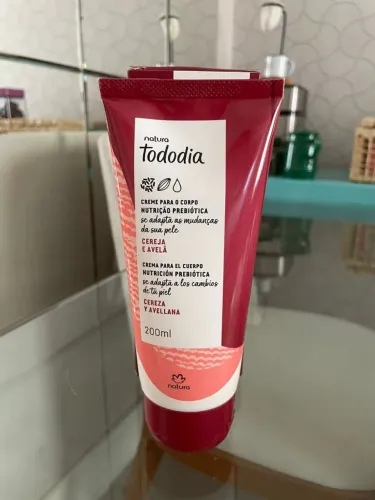 natura
Tododia
CREME PARA O CORPO
NUTRIÇÃO PREBIÓTICA
se adapta às mudanças
da sua pele
CEREJA
E AVELÃ
CREMA PARA EL CUERPO
NUTRICIÓN PREBIÓTICA
se adapta a los cambios
de tu piel
CEREZA
Y AVELLANA
200ml
natura